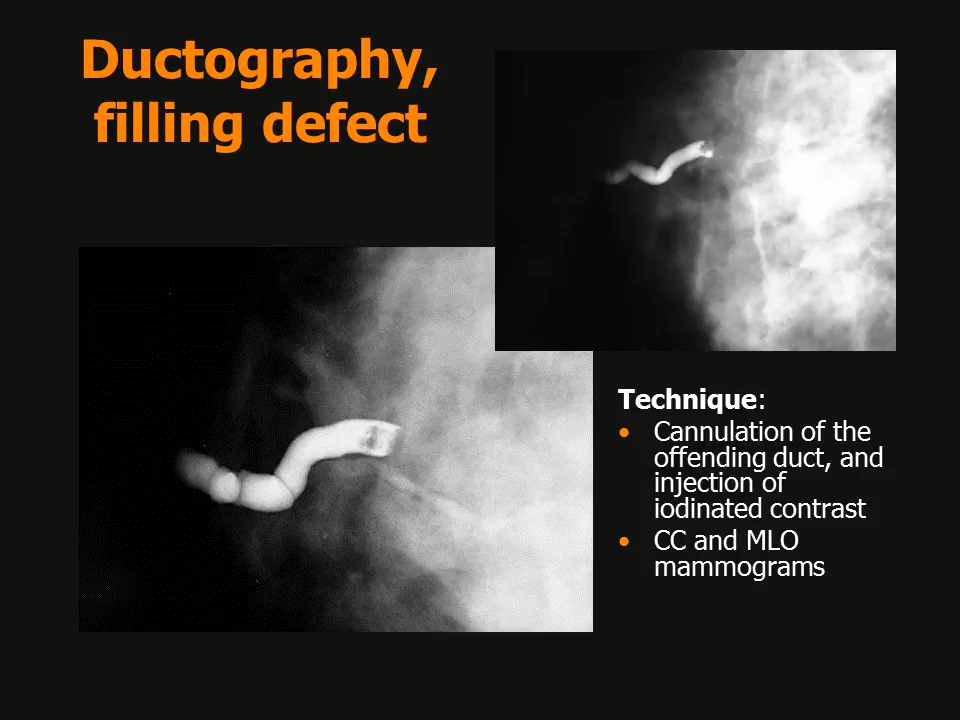 Ductography,
filling defect
Technique:
• Cannulation of the
offending duct, and
injection of
iodinated contrast
• CC and MLO
mammograms